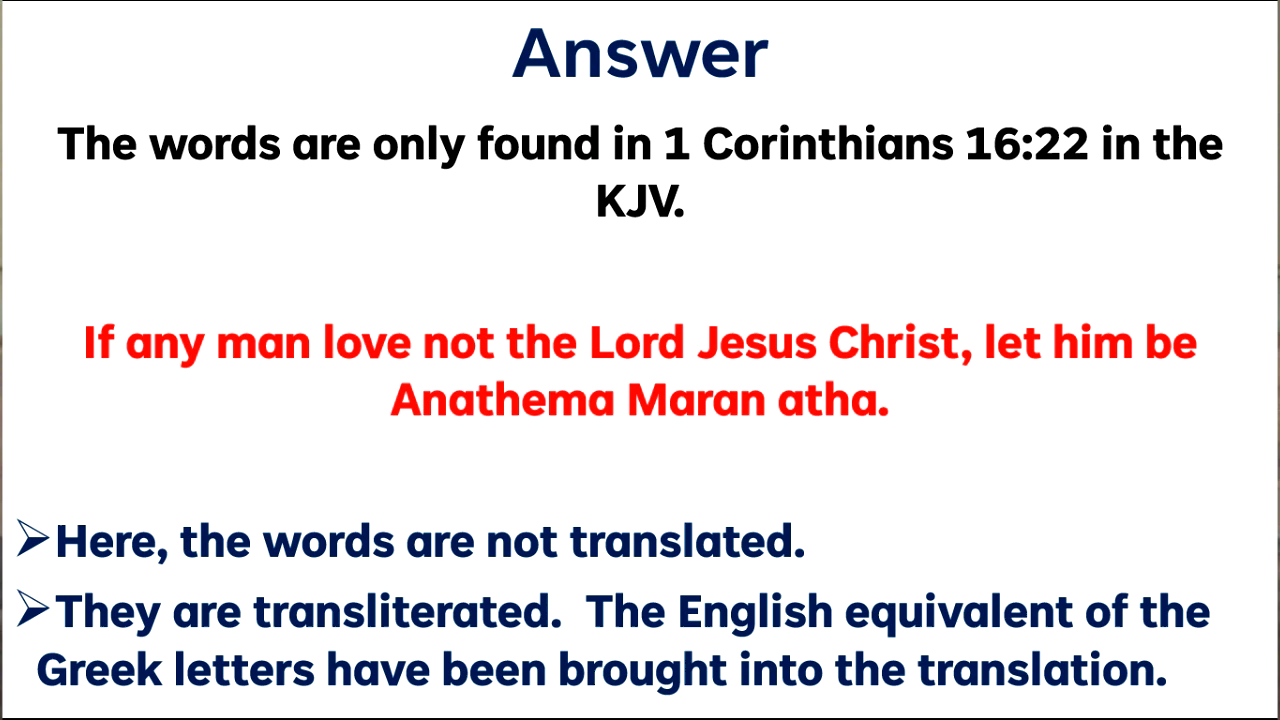 Answer
The words are only found in 1 Corinthians 16:22 in the
KJV.
If any man love not the Lord Jesus Christ, let him be
Anathema Maran atha.
➢Here, the words are not translated.
➢They are transliterated.  The English equivalent of the
Greek letters have been brought into the translation.